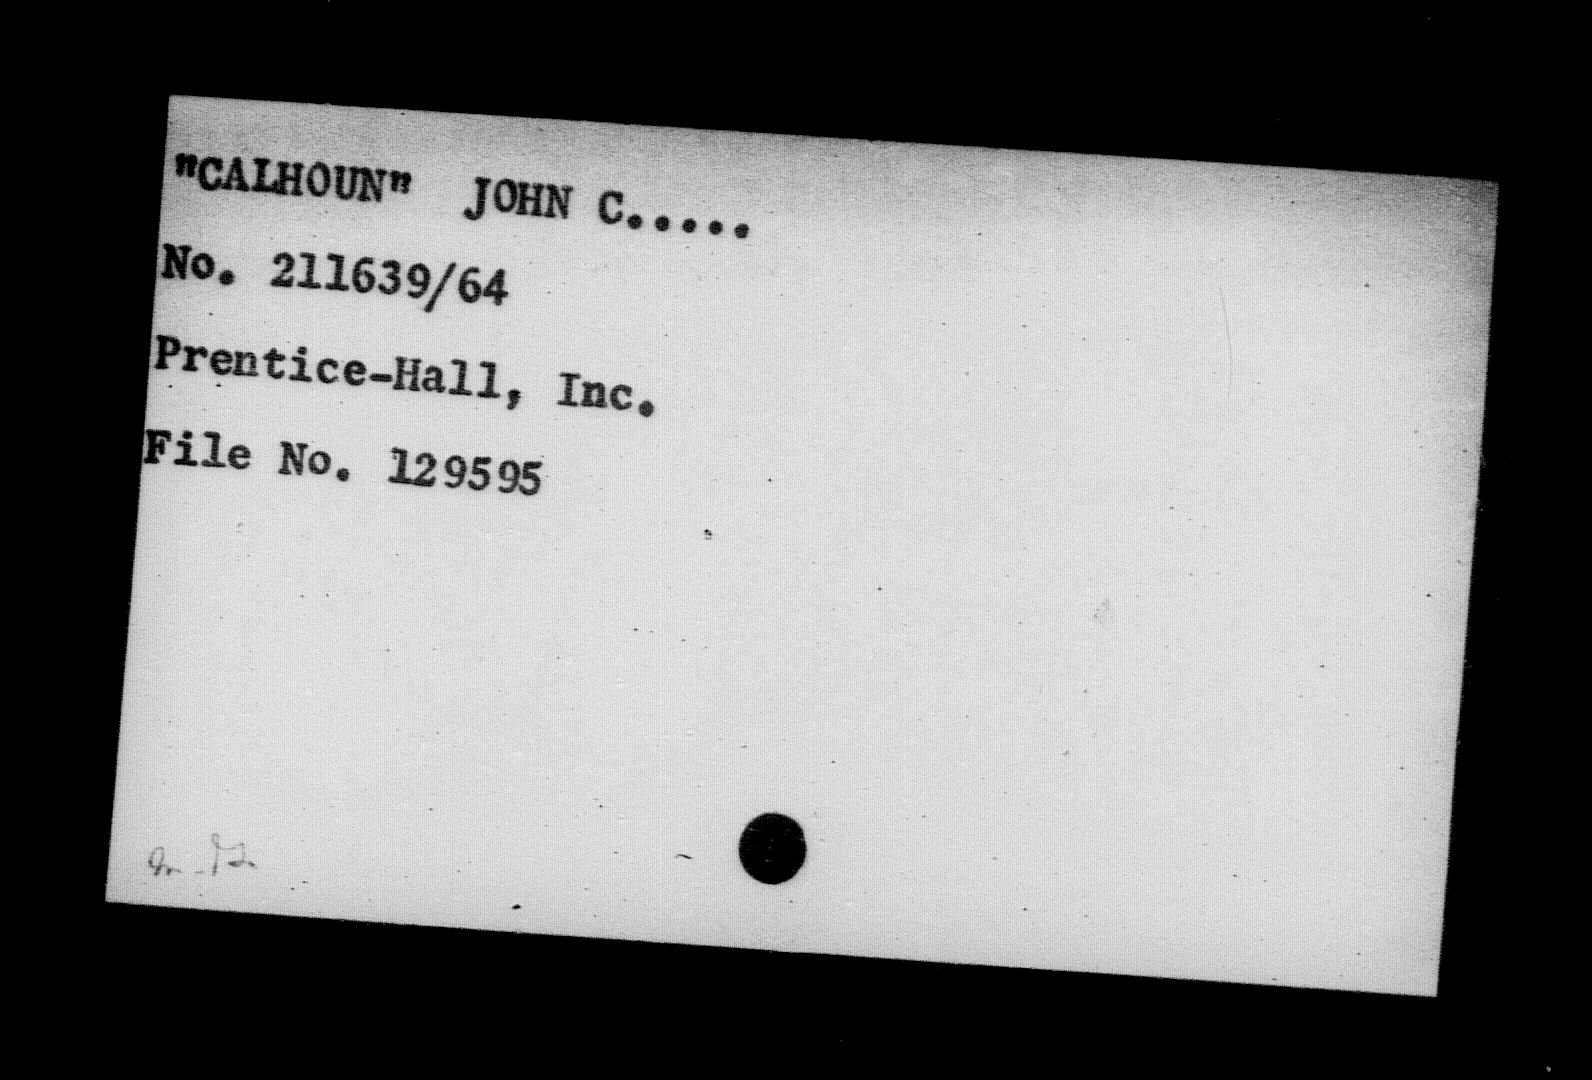 "CALHOUN" JOHN C.....
No. 211639/64
Prentice-Hall, Inc.
File No. 129595